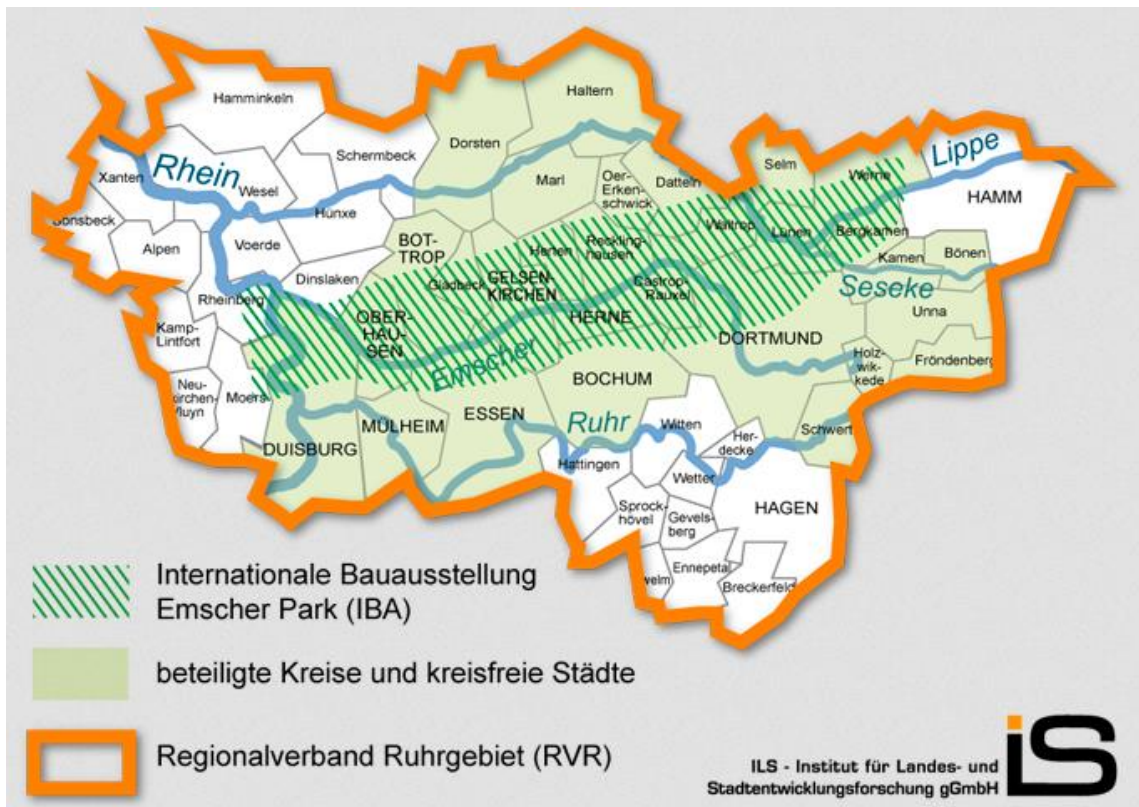 Hamminkeln
Haltern
Dorsten
Schermbeck
Rhein
Xanten
Wesel
Hünxe
Marl
Oer-
Erken-
schwick
Datteln
Selm
Werne
Lippe
HAMM
Sonsbeck
Alpen
Voerde
BOT-
TROP
Herten
Reckling-
hausen
Waltrop
Lünen
Bergkamen
Kamen
Bönen
Dinslaken
Gladbeck
GELSEN-
KIRCHEN
Castrop-
Rauxel
Seseke
Rheinberg
OBER-
HAU-
SEN
HERNE
Unna
Kamp-
Lintfort
Emscher
DORTMUND
Holz-
wik-
kede
Fröndenberg
Neu-
kirchen-
Vluyn
Moers
BOCHUM
ESSEN
MÜLHEIM
Ruhr
Witten
Her-
decke
Schwert
DUISBURG
Hattingen
Wetter
HAGEN
Sprock-
hövel
Gevels-
berg
Ennepetal
welm
Breckerfeld
Internationale Bauausstellung
Emscher Park (IBA)
beteiligte Kreise und kreisfreie Städte
Regionalverband Ruhrgebiet (RVR)
iLS
ILS - Institut für Landes- und
Stadtentwicklungsforschung gGmbH